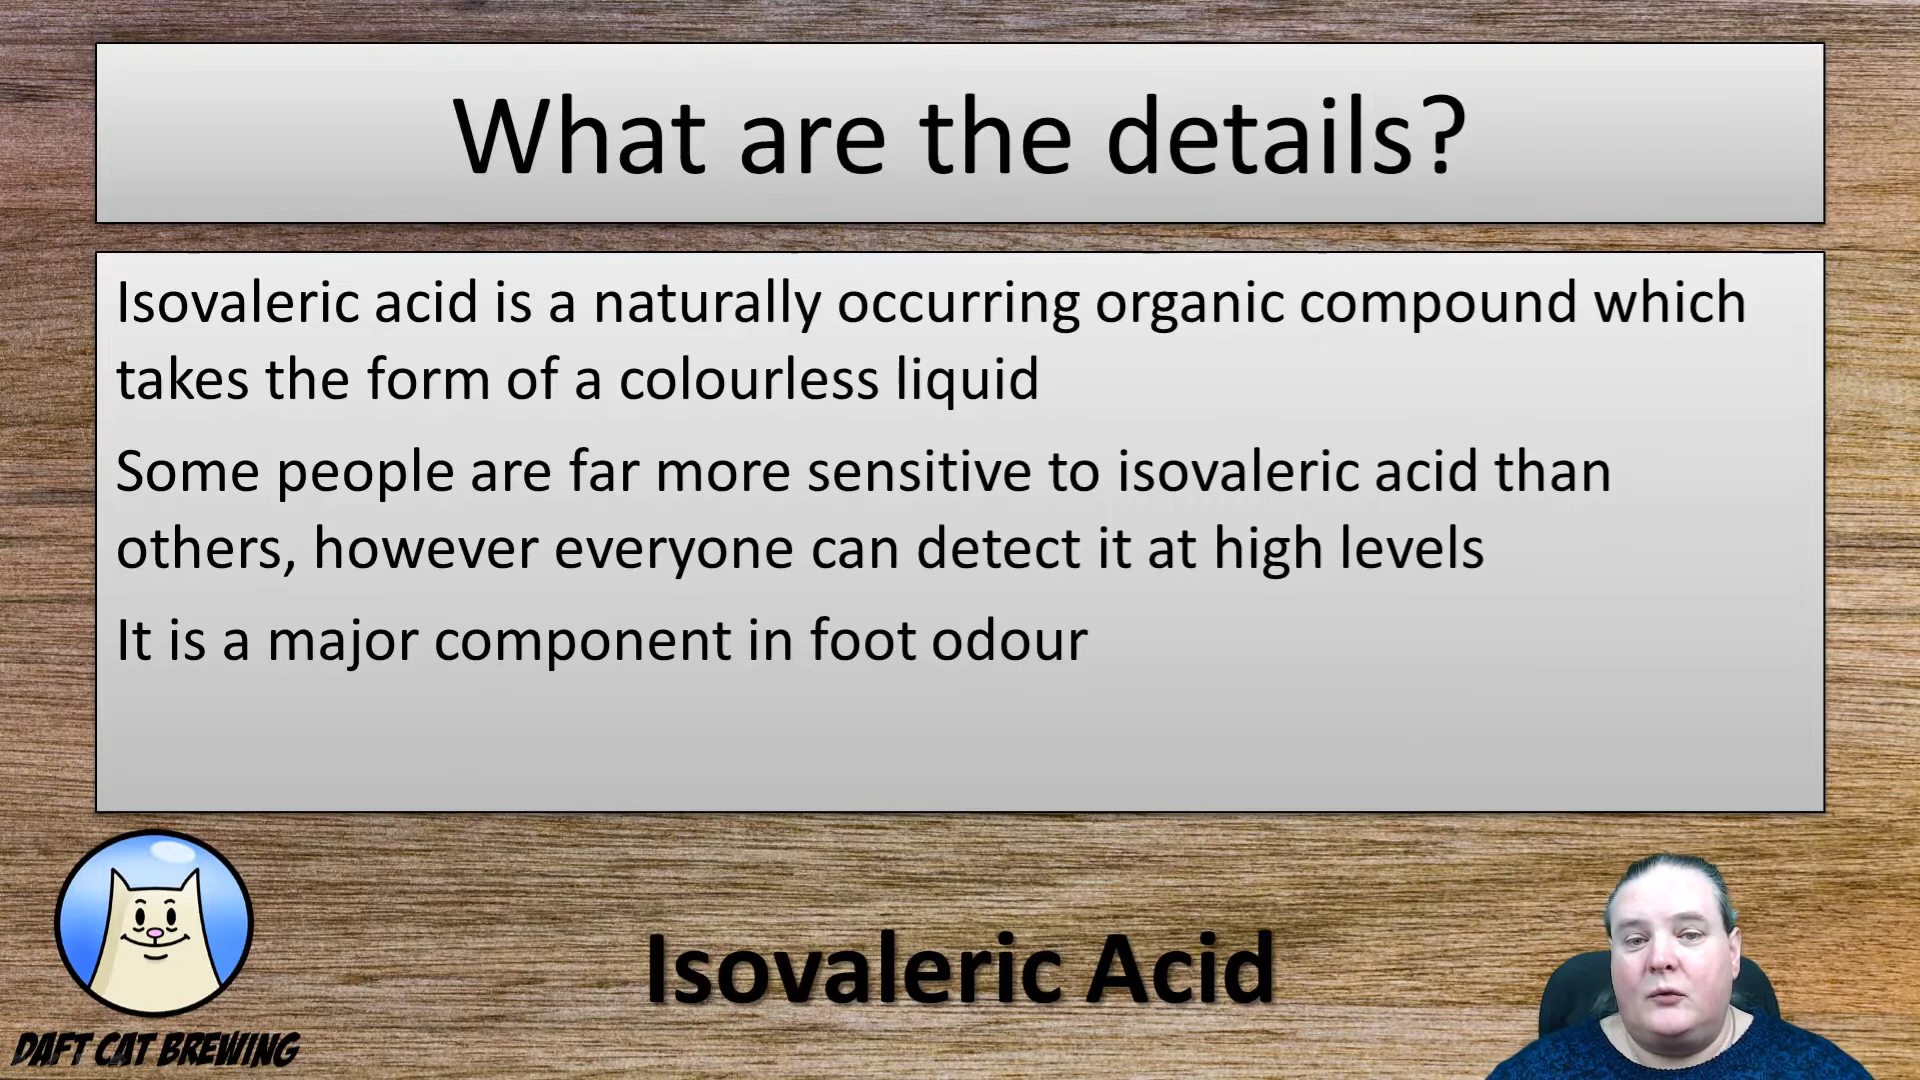 What are the details?
Isovaleric acid is a naturally occurring organic compound which
takes the form of a colourless liquid
Some people are far more sensitive to isovaleric acid than
others, however everyone can detect it at high levels
It is a major component in foot odour
Isovaleric Acid
DAFT CAT BREWING